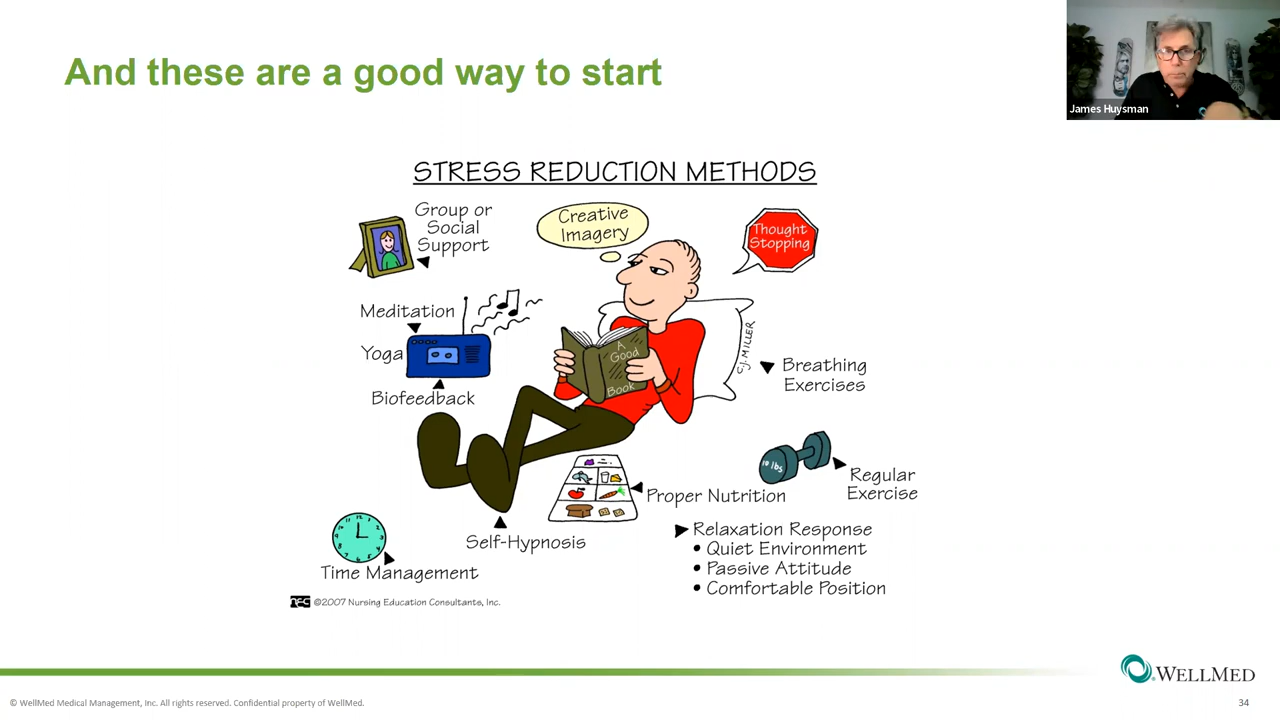 And these are a good way to start
James Huysman
STRESS REDUCTION METHODS
Group or
Social
Support
Creative
Imagery
Thought
Stopping
Meditation
Yoga
Biofeedback
A
Good
Book
C.J. MILLER
Breathing
Exercises
10 lbs
Regular
Exercise
Proper Nutrition
Self-Hypnosis
Time Management
Relaxation Response
• Quiet Environment
• Passive Attitude
• Comfortable Position
nec ©2007 Nursing Education Consultants, Inc.
WELLMED
© WellMed Medical Management, Inc. All rights reserved. Confidential property of WellMed.
34